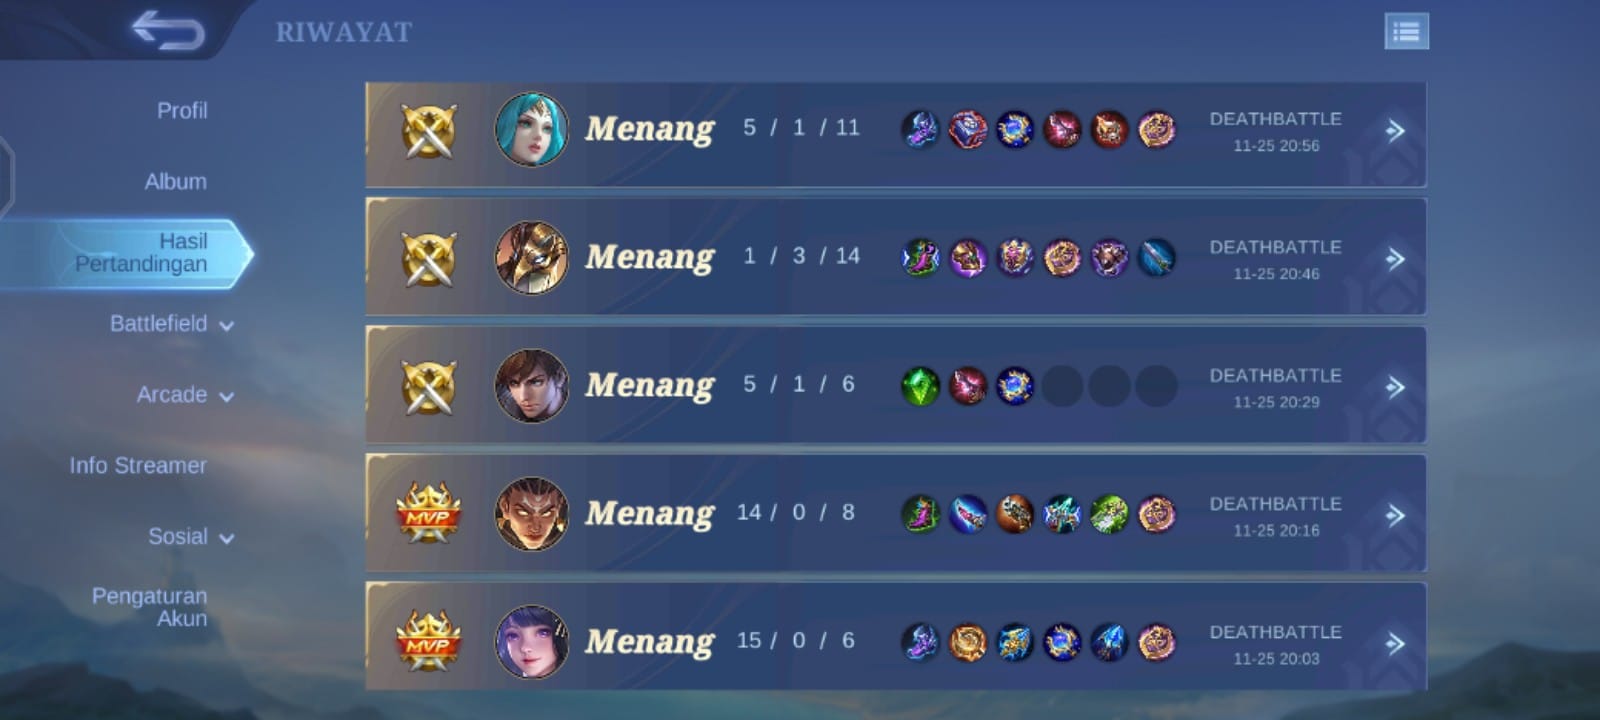 RIWAYAT
Profil
Album
Hasil
Pertandingan
Battlefield
Arcade
Info Streamer
Sosial
Pengaturan
Akun
Menang 5 / 1 / 11 DEATHBATTLE
11-25 20:56
Menang 1 / 3 / 14 DEATHBATTLE
11-25 20:46
Menang 5 / 1 / 6 DEATHBATTLE
11-25 20:29
MVP Menang 14 / 0 / 8 DEATHBATTLE
11-25 20:16
MVP Menang 15 / 0 / 6 DEATHBATTLE
11-25 20:03